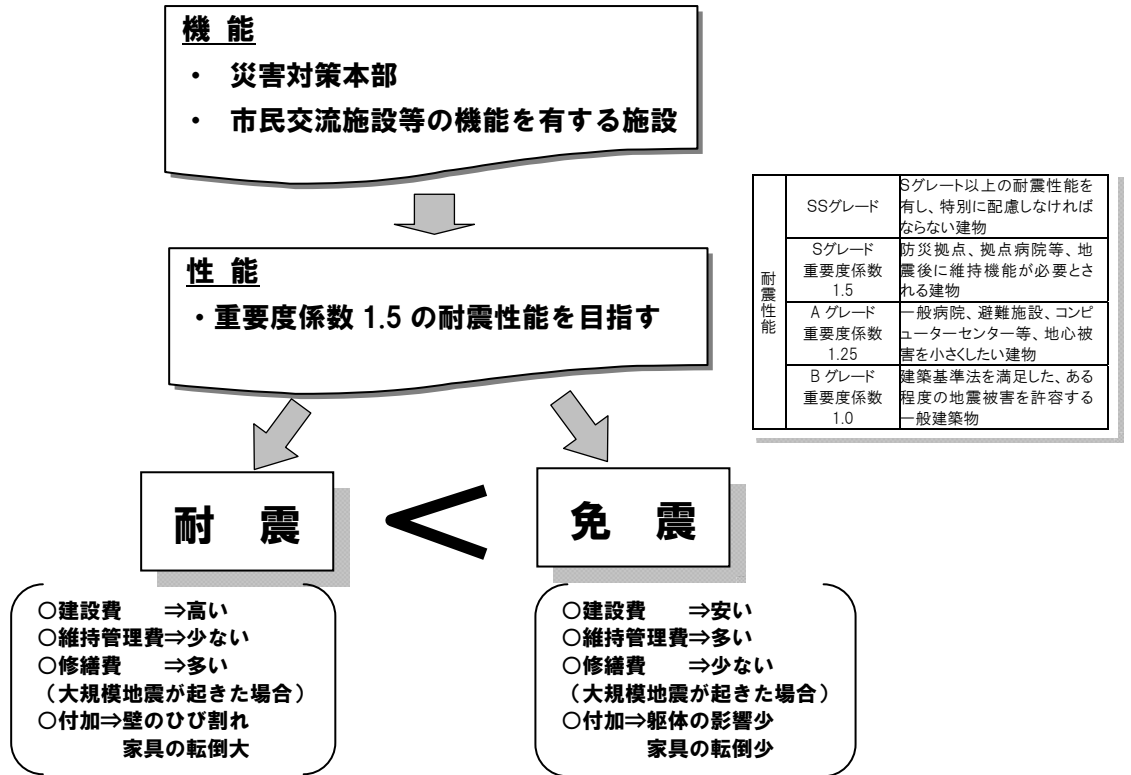 機 能
・ 災害対策本部
・ 市民交流施設等の機能を有する施設
性 能
・重要度係数 1.5 の耐震性能を目指す
耐震性能
SSグレード
Sグレート以上の耐震性能を
有し、特別に配慮しなければ
ならない建物
Sグレード
重要度係数
1.5
防災拠点、拠点病院等、地
震後に維持機能が必要とさ
れる建物
A グレード
重要度係数
1.25
一般病院、避難施設、コンピ
ューターセンター等、地心被
害を小さくしたい建物
B グレード
重要度係数
1.0
建築基準法を満足した、ある
程度の地震被害を許容する
一般建築物
耐 震
<
免 震
○建設費 ⇒高い
○維持管理費⇒少ない
○修繕費 ⇒多い
（大規模地震が起きた場合）
○付加⇒壁のひび割れ
家具の転倒大
○建設費 ⇒安い
○維持管理費⇒多い
○修繕費 ⇒少ない
（大規模地震が起きた場合）
○付加⇒躯体の影響少
家具の転倒少